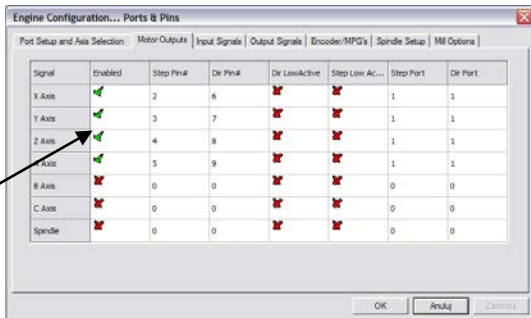 Engine Configuration... Ports & Pins
Port Setup and Axis Selection Motor Outputs Input Signals Output Signals Encoder/MPG's Spindle Setup Mill Options
Signal Enabled Step Pin# Dir Pin# Dir LowActive Step Low Ac... Step Port Dir Port
X Axis 2 6 1 1
Y Axis 3 7 1 1
Z Axis 4 8 1 1
A Axis 5 9 1 1
B Axis 0 0 0 0
C Axis 0 0 0 0
Spindle 0 0 0 0
OK Anuluj Zastosuj